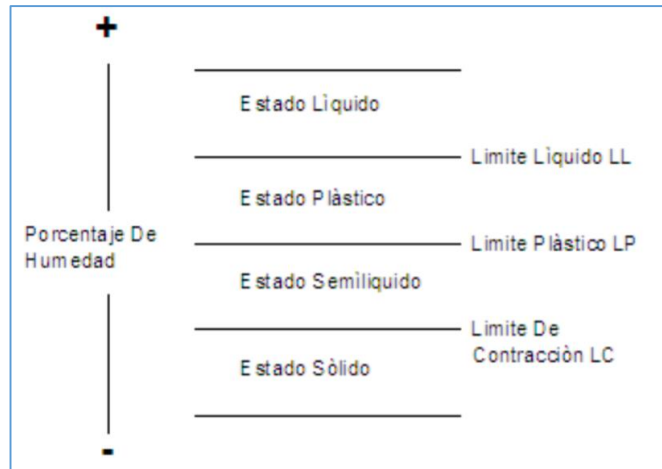 +
Estado Lìquido
Limite Lìquido LL
Estado Plàstico
Porcentaje De
Humedad
Limite Plàstico LP
Estado Semìliquido
Limite De
Contracciòn LC
Estado Sòlido
-